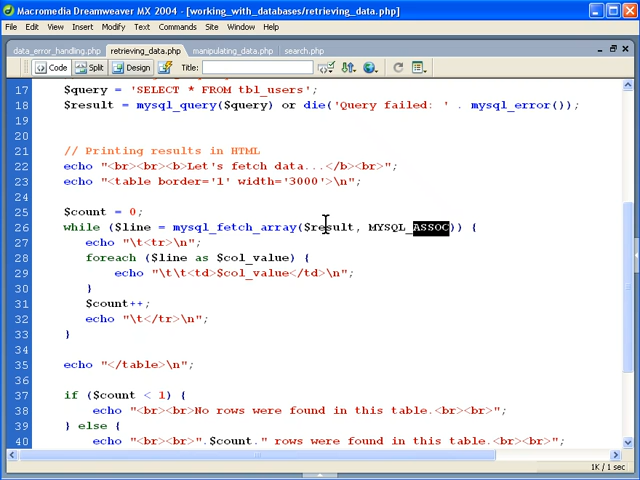 Macromedia Dreamweaver MX 2004 - [working_with_databases/retrieving_data.php]
File Edit View Insert Modify Text Commands Site Window Help
data_error_handling.php retrieving_data.php manipulating_data.php search.php
Code Split Design Title:
17 $query = 'SELECT * FROM tbl_users';
18 $result = mysql_query($query) or die('Query failed: ' . mysql_error());
19
20
21 // Printing results in HTML
22 echo "<br><br><b>Let's fetch data...</b><br>";
23 echo "<table border='1' width='3000'>\n";
24
25 $count = 0;
26 while ($line = mysql_fetch_array($result, MYSQL_ASSOC)) {
27 echo "\t<tr>\n";
28 foreach ($line as $col_value) {
29 echo "\t\t<td>$col_value</td>\n";
30 }
31 $count++;
32 echo "\t</tr>\n";
33 }
34
35 echo "</table>\n";
36
37 if ($count < 1) {
38 echo "<br><br>No rows were found in this table.<br><br>";
39 } else {
40 echo "<br><br>".$count." rows were found in this table.<br><br>";
1K / 1 sec